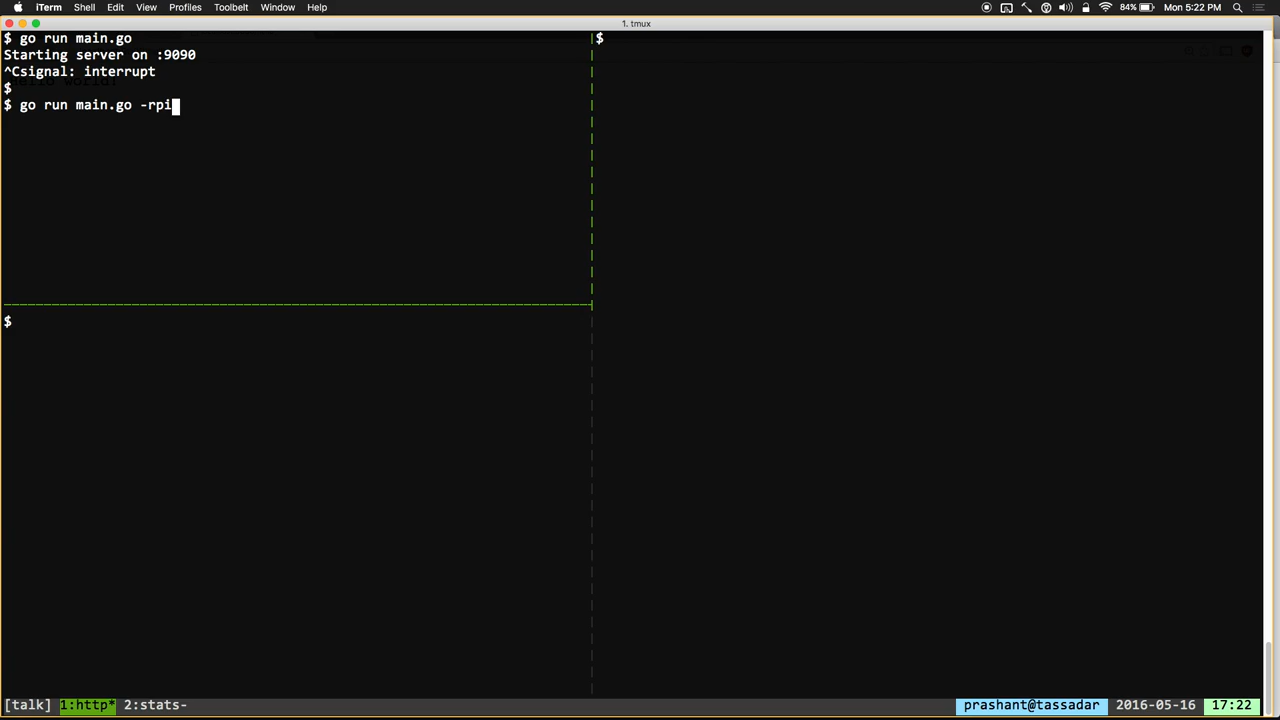 iTerm Shell Edit View Profiles Toolbelt Window Help 84% Mon 5:22 PM
1. tmux
$ go run main.go
Starting server on :9090
^Csignal: interrupt
$
$ go run main.go -rpi
$
$
[talk] 1:http* 2:stats- prashant@tassadar 2016-05-16 17:22